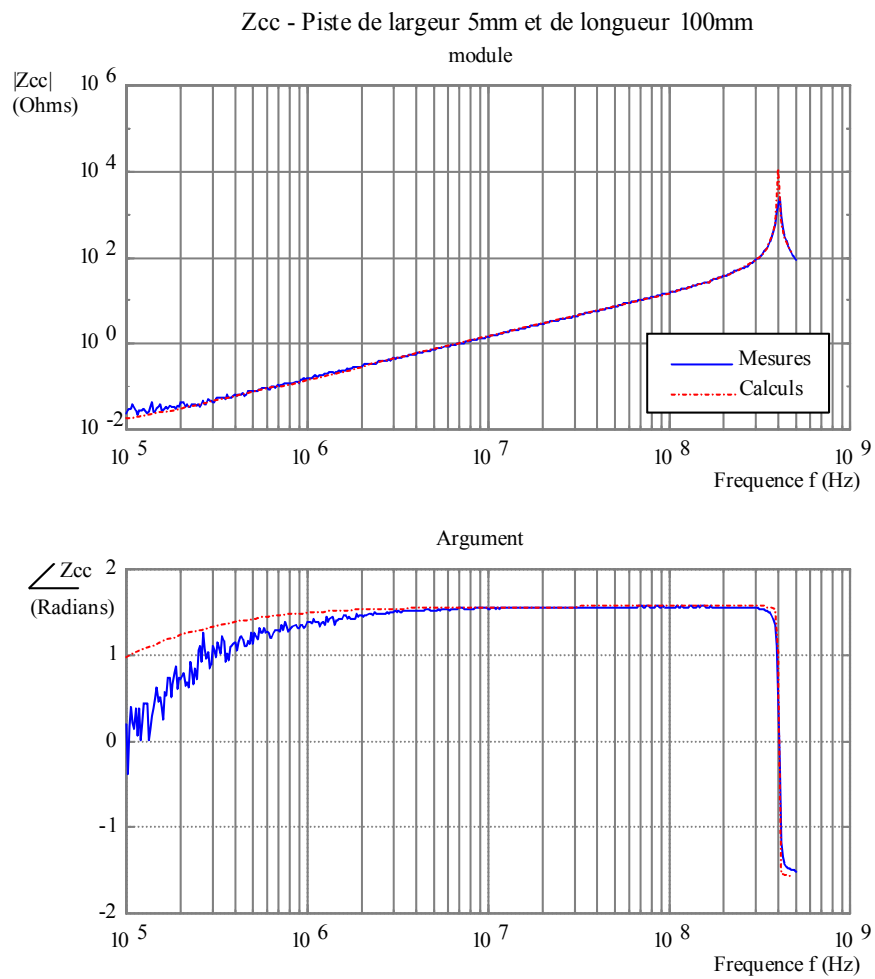 Zcc - Piste de largeur 5mm et de longueur 100mm
module
|Zcc|
(Ohms)
10 6
10 4
10 2
10 0
10 -2
Mesures
Calculs
10 5
10 6
10 7
10 8
10 9
Frequence f (Hz)
Argument
Zcc
(Radians)
2
1
0
-1
-2
10 5
10 6
10 7
10 8
10 9
Frequence f (Hz)